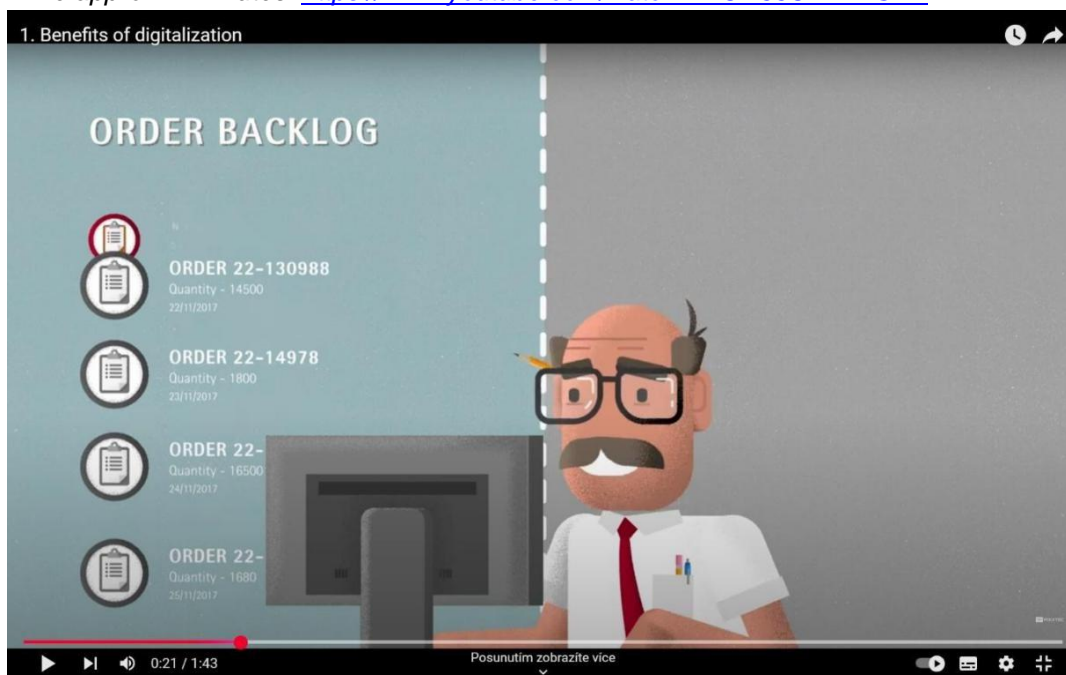 1. Benefits of digitalization
ORDER BACKLOG
ORDER 22-130988
Quantity - 14500
22/11/2017
ORDER 22-14978
Quantity - 1800
23/11/2017
ORDER 22-
Quantity - 16500
24/11/2017
ORDER 22-
Quantity - 1680
25/11/2017
0:21 / 1:43
Posunutím zobrazíte více